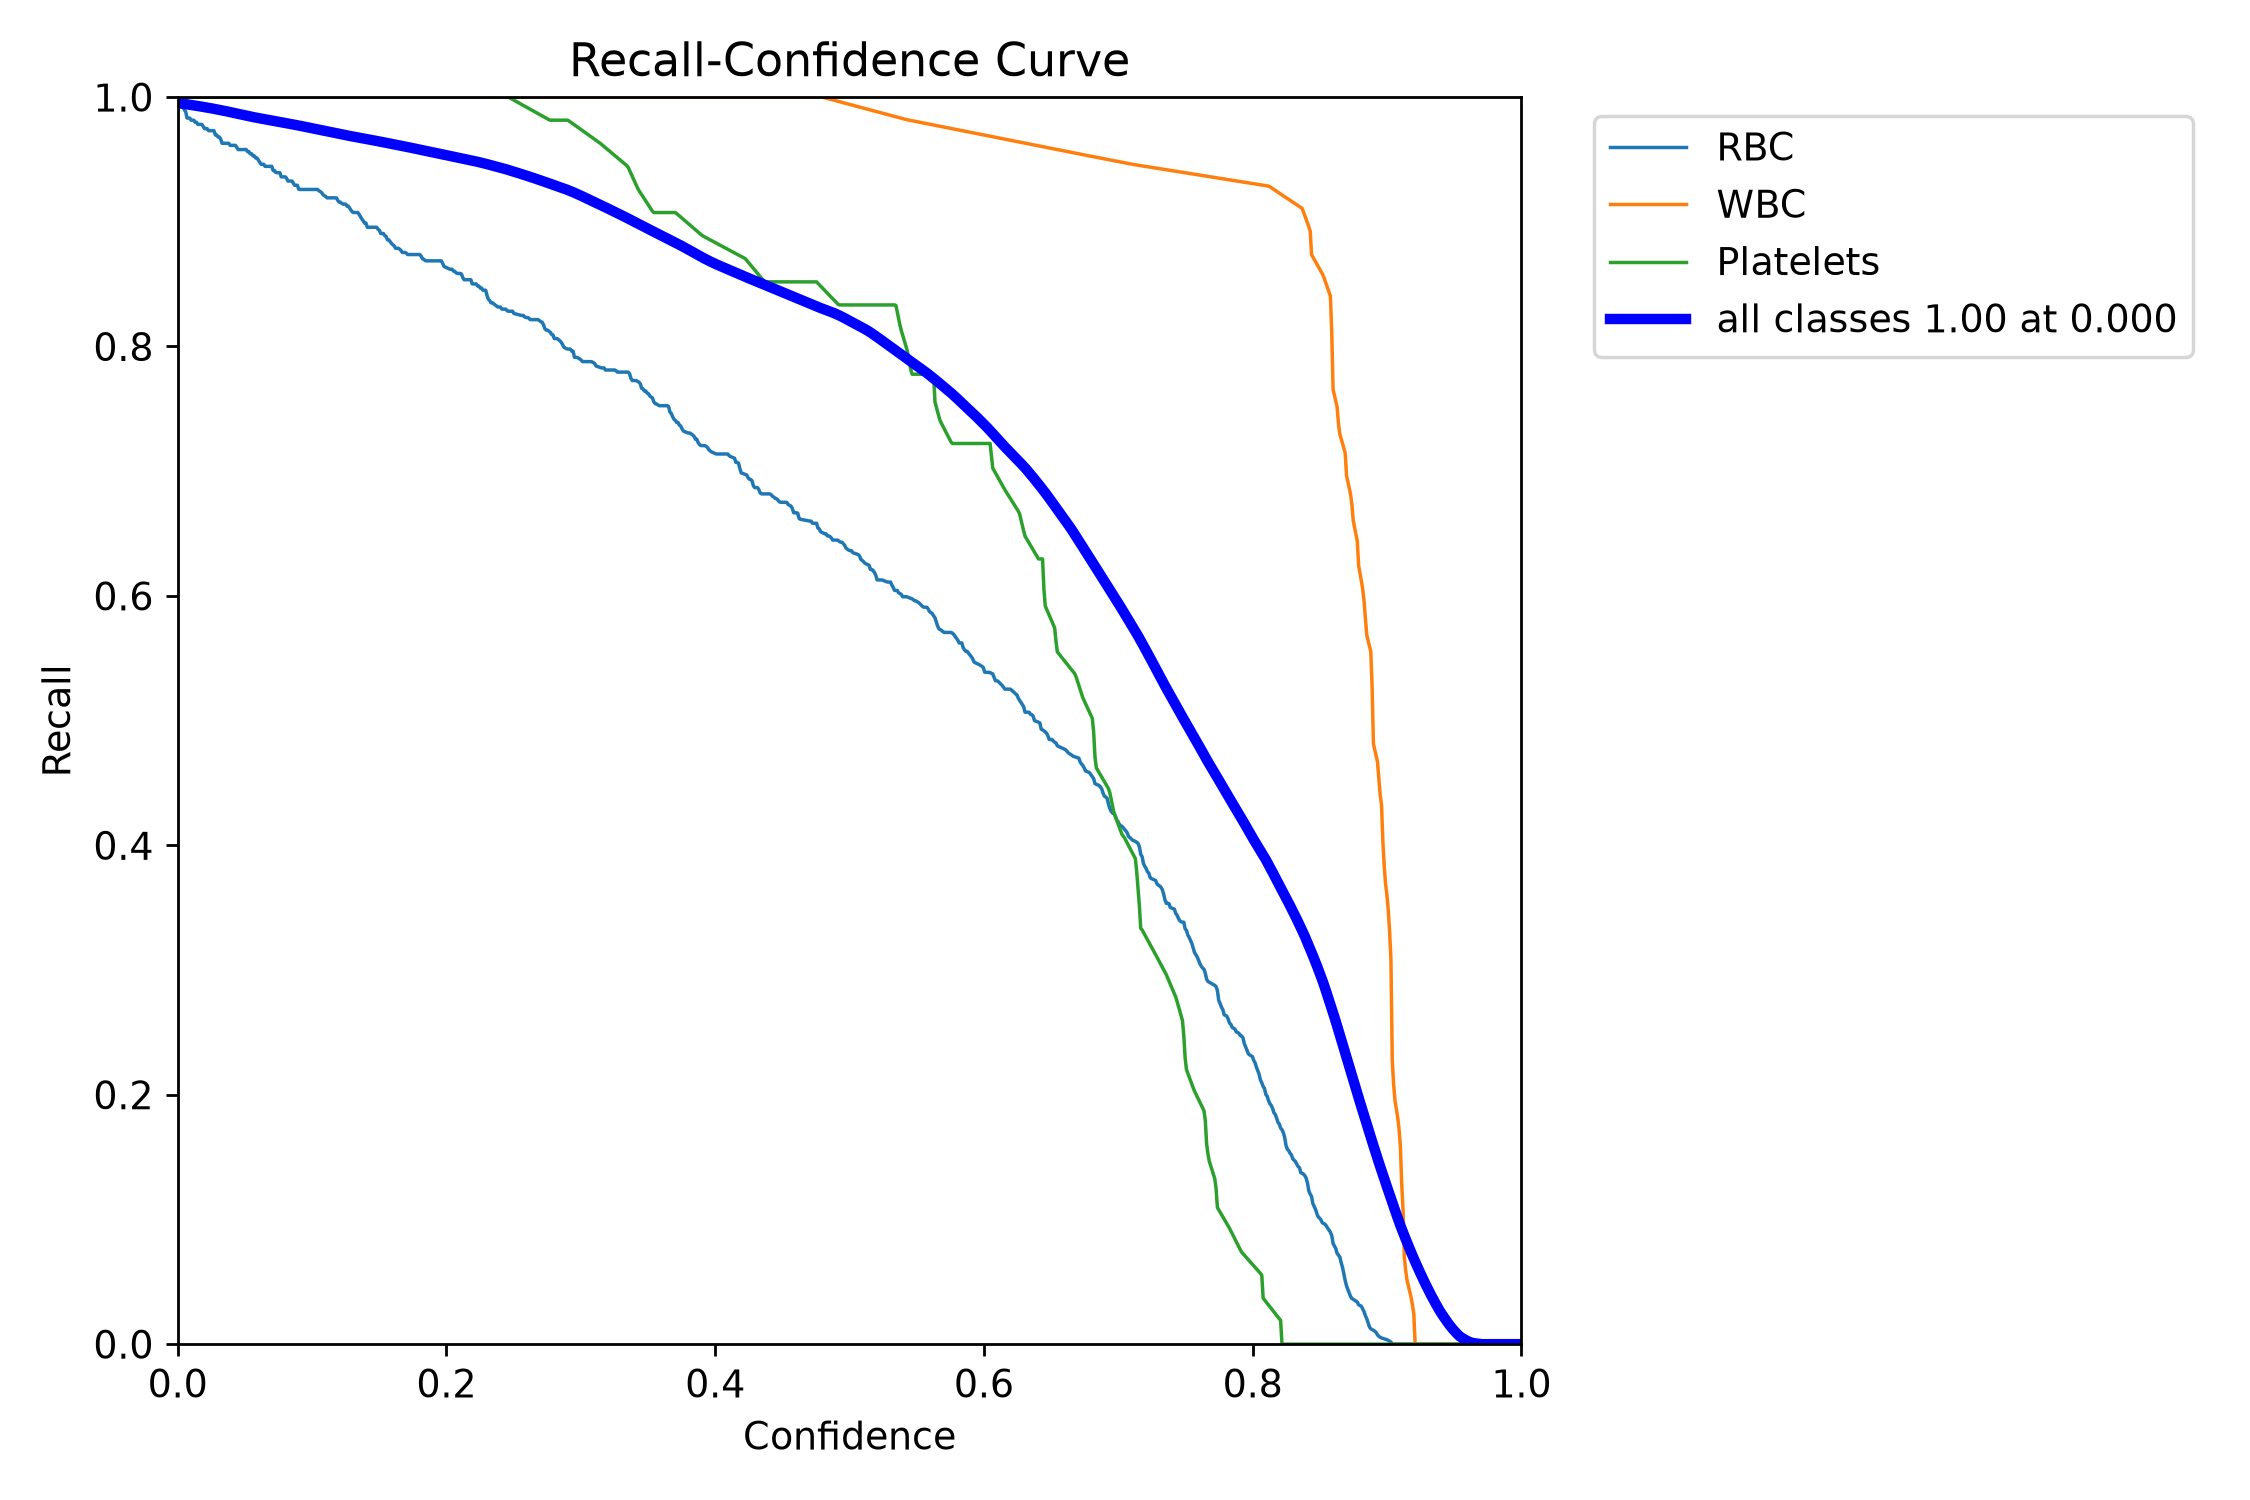 Recall-Confidence Curve
1.0
0.8
0.6
0.4
0.2
0.0
Recall
0.0 0.2 0.4 0.6 0.8 1.0
Confidence
RBC
WBC
Platelets
all classes 1.00 at 0.000